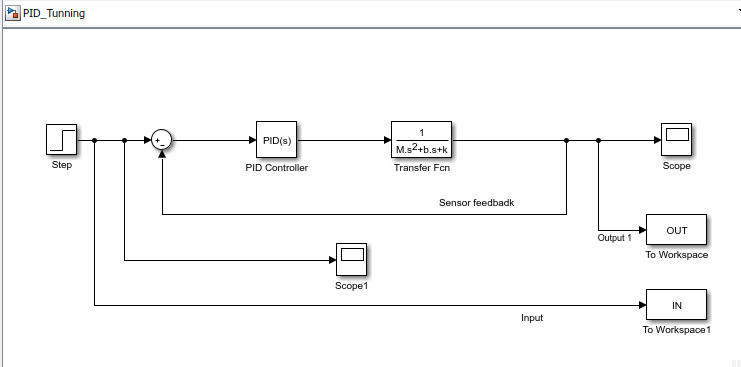 PID_Tunning
Step
+
−
PID(s)
PID Controller
1
M.s²+b.s+k
Transfer Fcn
Scope
Sensor feedbadk
OUT
Output 1
To Workspace
Scope1
IN
Input
To Workspace1